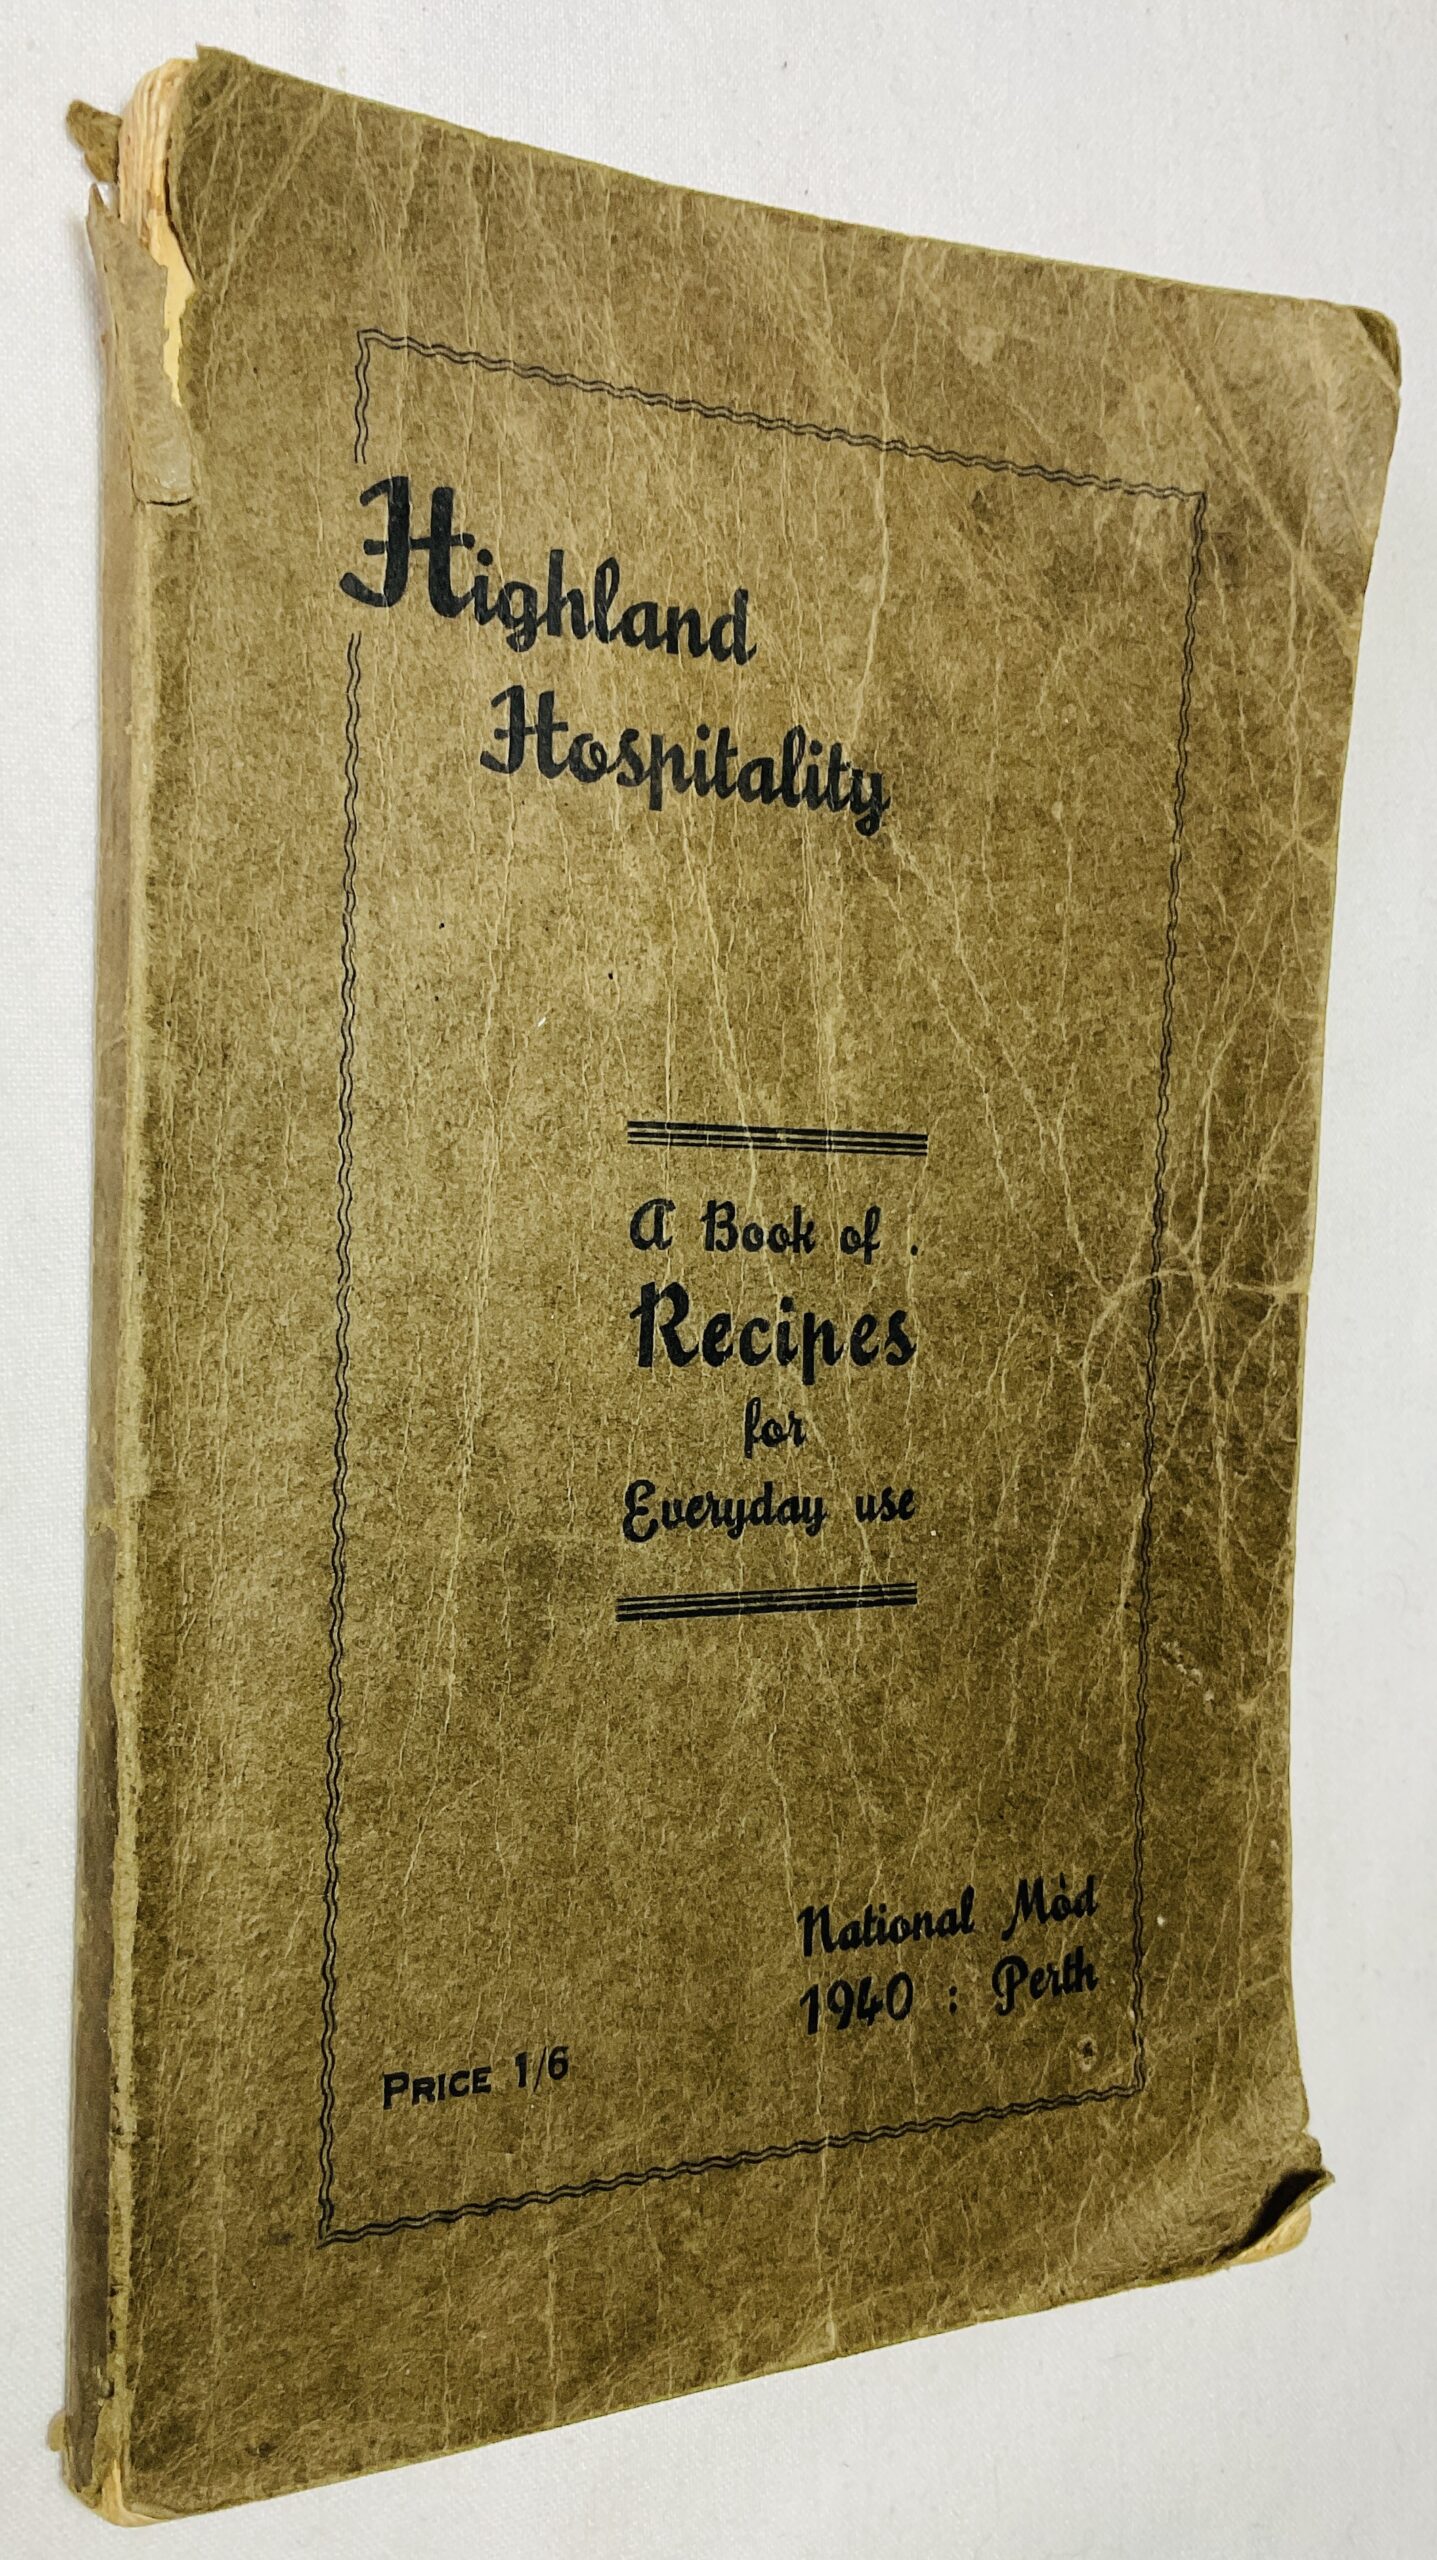 Highland
Hospitality
A Book of .
Recipes
for
Everyday use
National Mòd
1940 : Perth
PRICE 1/6